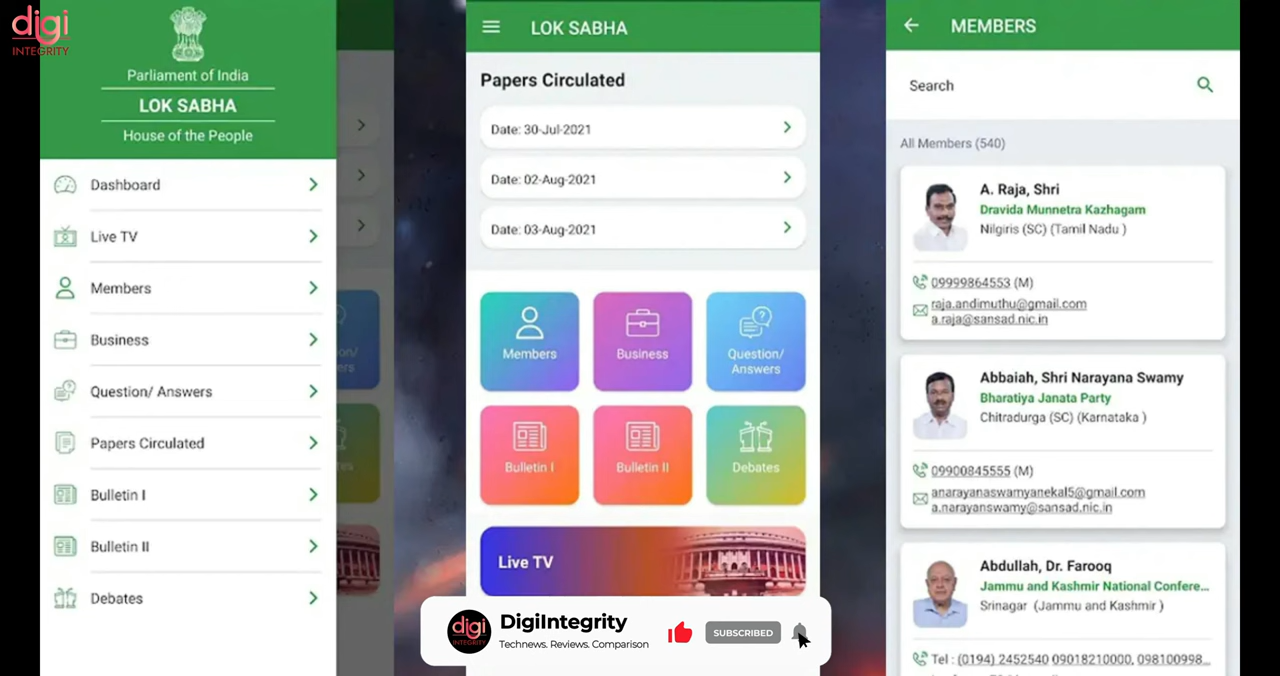 digi
INTEGRITY
Parliament of India
LOK SABHA
House of the People
Dashboard
Live TV
Members
Business
Question/ Answers
Papers Circulated
Bulletin I
Bulletin II
Debates
LOK SABHA
Papers Circulated
Date: 30-Jul-2021
Date: 02-Aug-2021
Date: 03-Aug-2021
Members
Business
Question/
Answers
Bulletin I
Bulletin II
Debates
Live TV
digi
INTEGRITY
DigiIntegrity
Technews. Reviews. Comparison
SUBSCRIBED
MEMBERS
Search
All Members (540)
A. Raja, Shri
Dravida Munnetra Kazhagam
Nilgiris (SC) (Tamil Nadu )
09999864553 (M)
raja.andimuthu@gmail.com
a.raja@sansad.nic.in
Abbaiah, Shri Narayana Swamy
Bharatiya Janata Party
Chitradurga (SC) (Karnataka )
09900845555 (M)
anarayanaswamyanekal5@gmail.com
a.narayanswamy@sansad.nic.in
Abdullah, Dr. Farooq
Jammu and Kashmir National Confere...
Srinagar (Jammu and Kashmir )
Tel : (0194) 2452540 09018210000, 098100998...